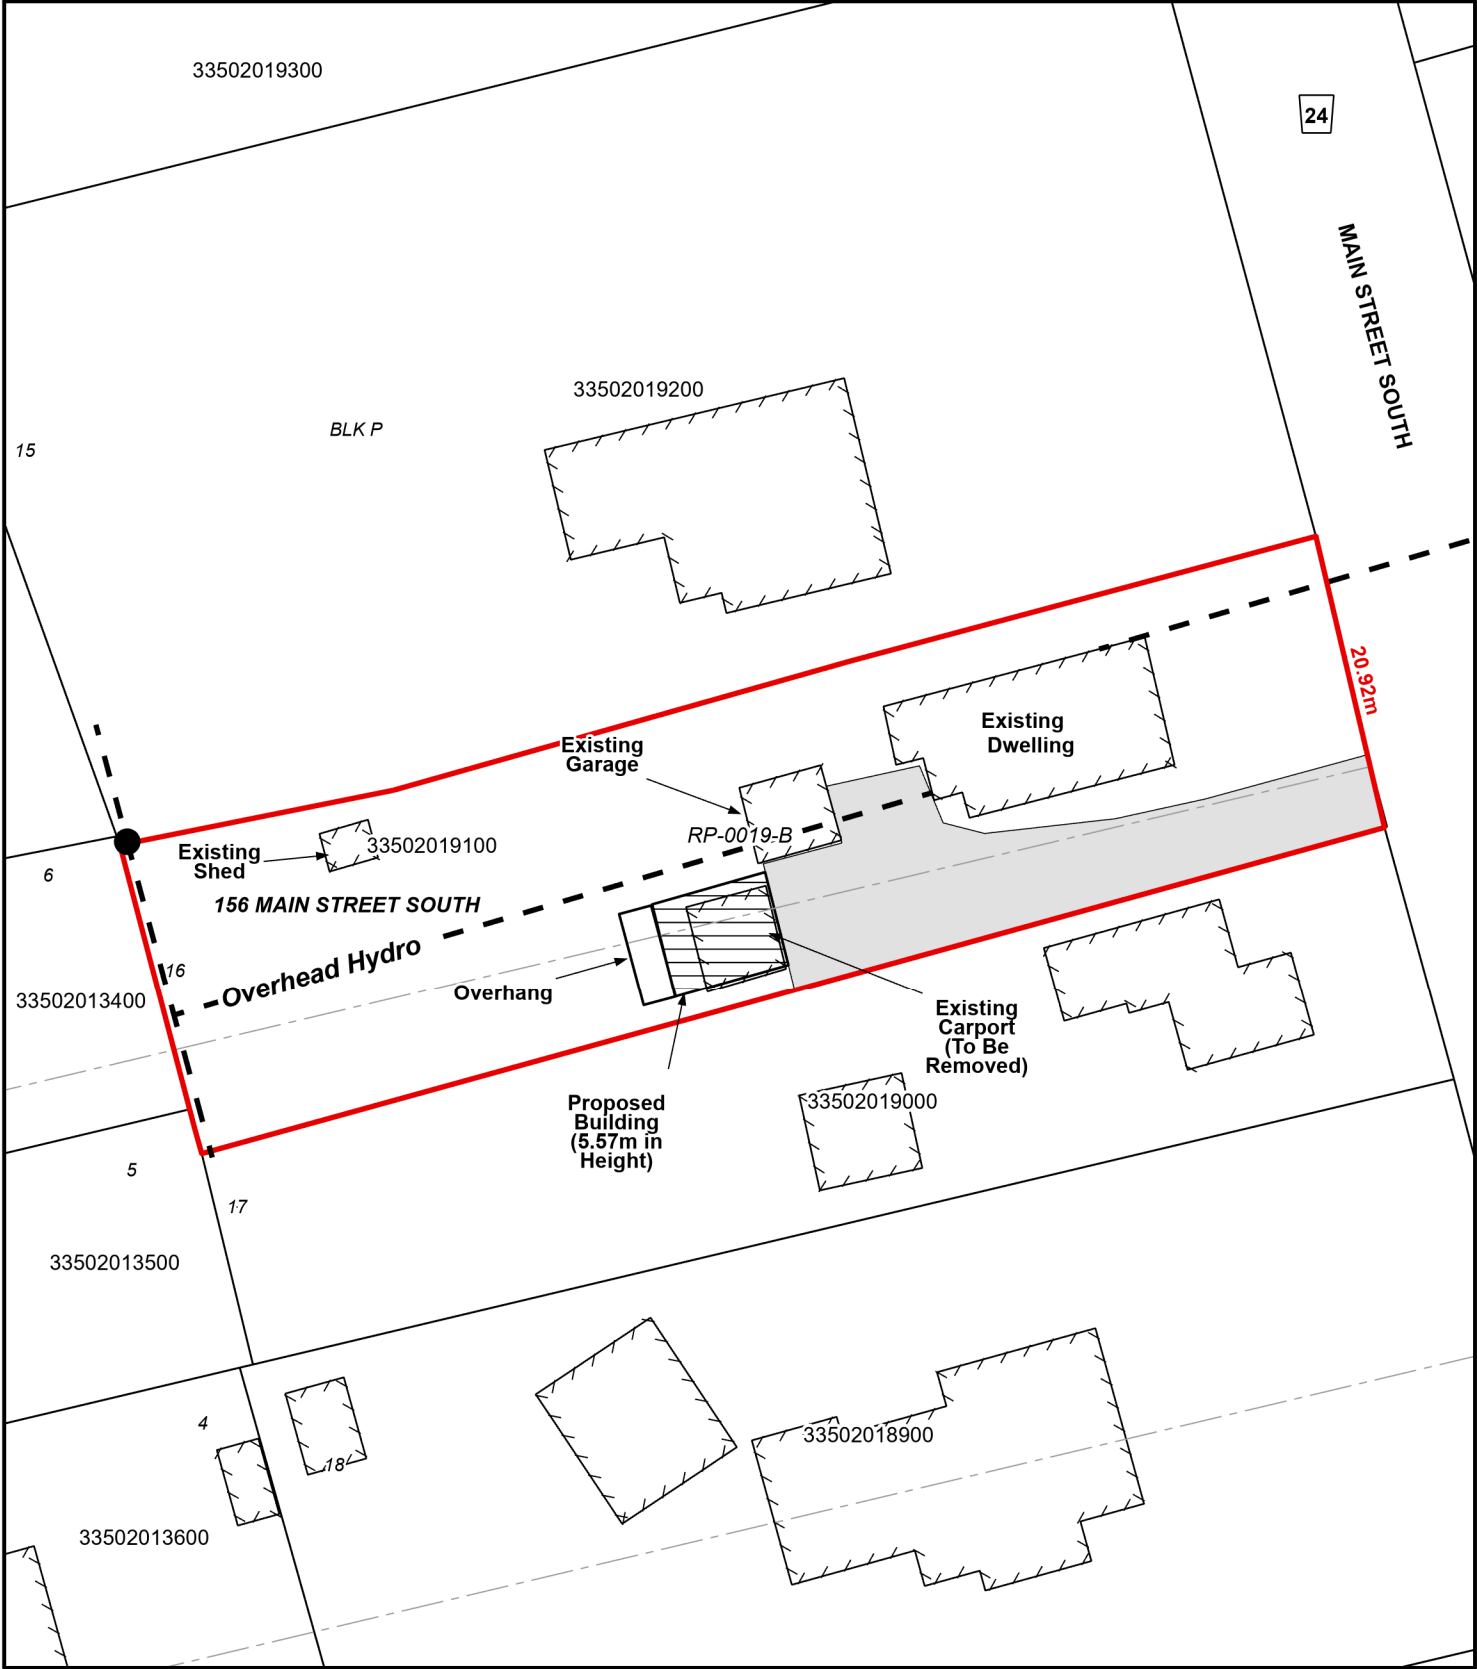 33502019300
24
MAIN STREET SOUTH
33502019200
BLK P
15
20.92m
Existing
Dwelling
Existing
Garage
RP-0019-B
33502019100
Existing
Shed
6
156 MAIN STREET SOUTH
Overhead Hydro
16
33502013400
Overhang
Existing
Carport
(To Be
Removed)
Proposed
Building
(5.57m in
Height)
33502019000
5
17
33502013500
4
18
33502018900
33502013600